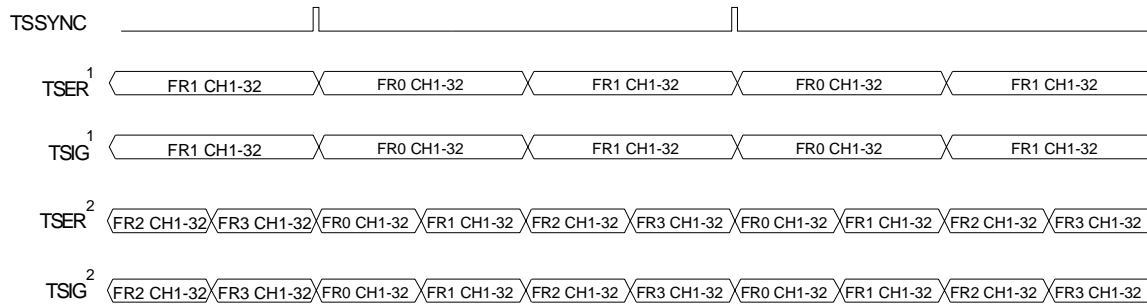 TSSYNC
TSER1 FR1 CH1-32 FR0 CH1-32 FR1 CH1-32 FR0 CH1-32 FR1 CH1-32
TSIG1 FR1 CH1-32 FR0 CH1-32 FR1 CH1-32 FR0 CH1-32 FR1 CH1-32
TSER2 FR2 CH1-32 FR3 CH1-32 FR0 CH1-32 FR1 CH1-32 FR2 CH1-32 FR3 CH1-32 FR0 CH1-32 FR1 CH1-32 FR2 CH1-32 FR3 CH1-32
TSIG2 FR2 CH1-32 FR3 CH1-32 FR0 CH1-32 FR1 CH1-32 FR2 CH1-32 FR3 CH1-32 FR0 CH1-32 FR1 CH1-32 FR2 CH1-32 FR3 CH1-32